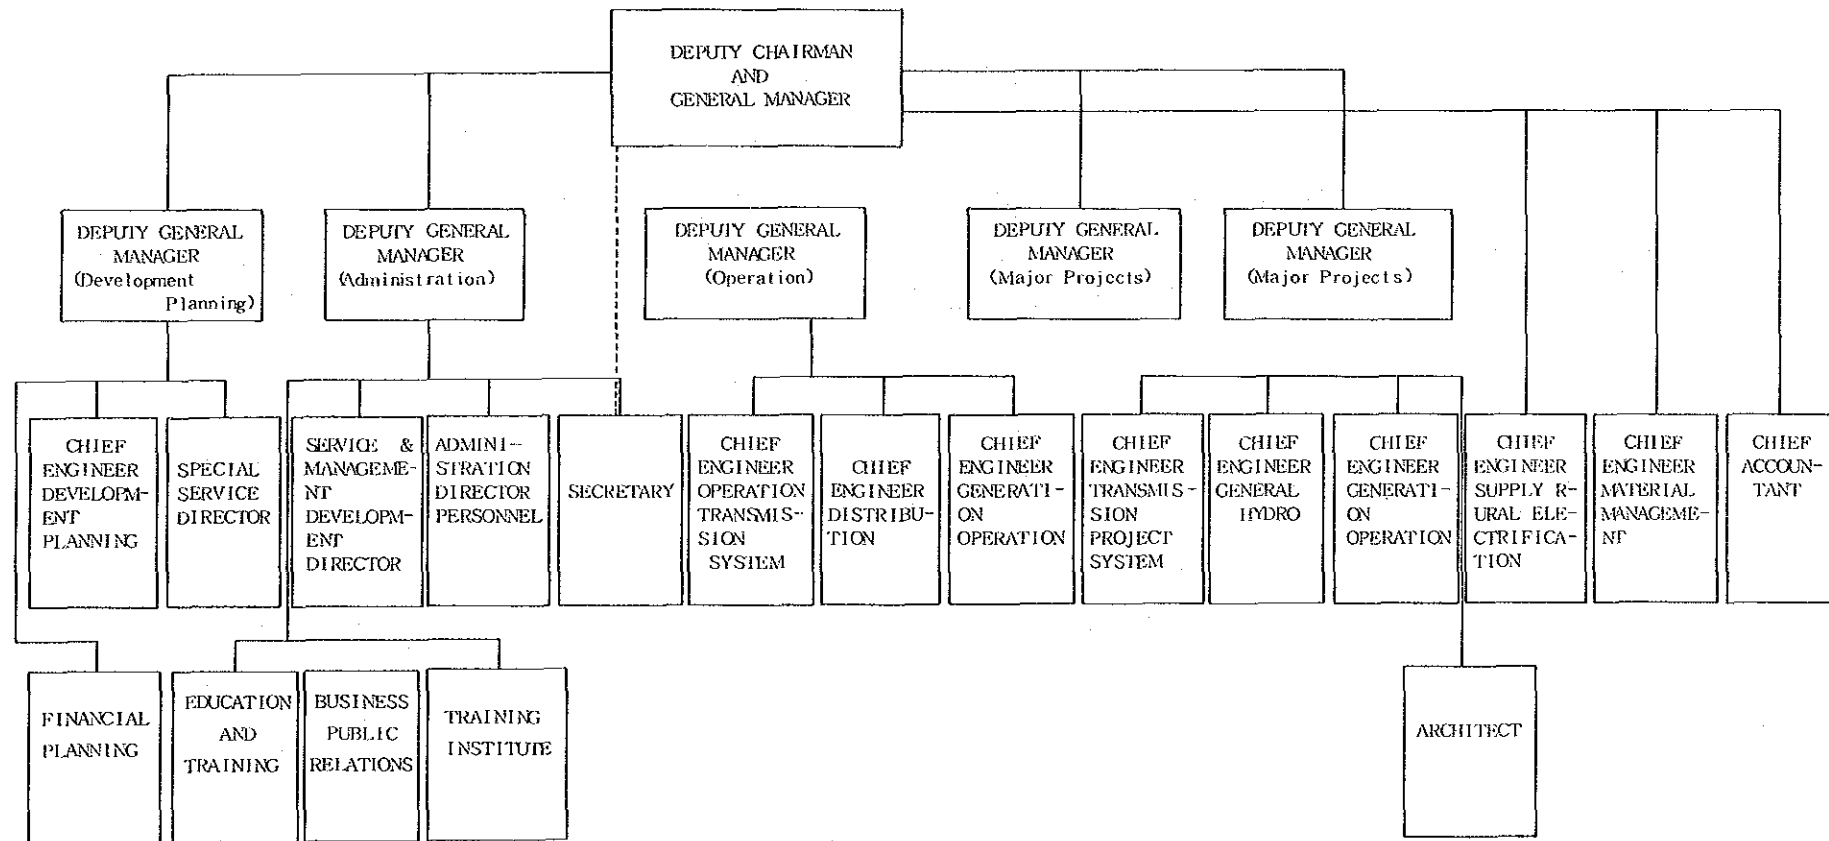 DEPUTY CHAIRMAN
AND
GENERAL MANAGER
DEPUTY GENERAL
MANAGER
(Development
Planning)
DEPUTY GENERAL
MANAGER
(Administration)
DEPUTY GENERAL
MANAGER
(Operation)
DEPUTY GENERAL
MANAGER
(Major Projects)
DEPUTY GENERAL
MANAGER
(Major Projects)
CHIEF
ENGINEER
DEVELOPM-
ENT
PLANNING
SPECIAL
SERVICE
DIRECTOR
SERVICE &
MANAGEME-
NT
DEVELOPM-
ENT
DIRECTOR
ADMINI-
STRATION
DIRECTOR
PERSONNEL
SECRETARY
CHIEF
ENGINEER
OPERATION
TRANSMIS-
SION
SYSTEM
CHIEF
ENGINEER
DISTRIBU-
TION
CHIEF
ENGINEER
GENERATI-
ON
OPERATION
CHIEF
ENGINEER
TRANSMIS-
SION
PROJECT
SYSTEM
CHIEF
ENGINEER
GENERAL
HYDRO
CHIEF
ENGINEER
GENERATI-
ON
OPERATION
CHIEF
ENGINEER
SUPPLY R-
URAL ELE-
CTRIFICA-
TION
CHIEF
ENGINEER
MATERIAL
MANAGEME-
NT
CHIEF
ACCOUN-
TANT
FINANCIAL
PLANNING
EDUCATION
AND
TRAINING
BUSINESS
PUBLIC
RELATIONS
TRAINING
INSTITUTE
ARCHITECT